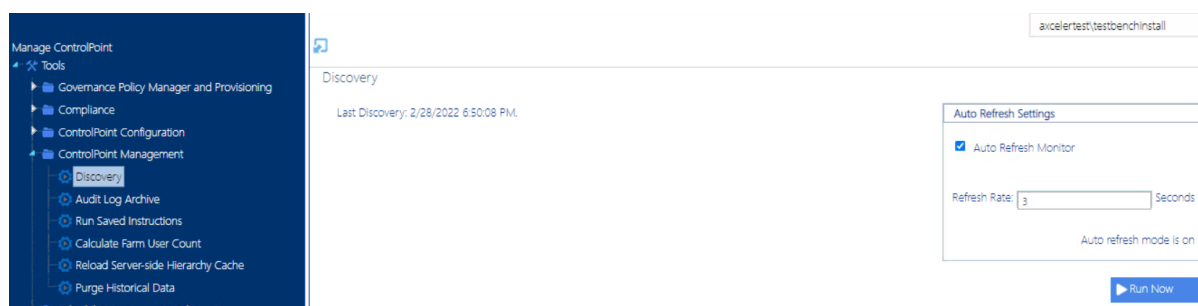 axcelertest\testbenchinstall
Manage ControlPoint
Tools
Governance Policy Manager and Provisioning
Compliance
ControlPoint Configuration
ControlPoint Management
Discovery
Audit Log Archive
Run Saved Instructions
Calculate Farm User Count
Reload Server-side Hierarchy Cache
Purge Historical Data
Discovery
Last Discovery: 2/28/2022 6:50:08 PM.
Auto Refresh Settings
Auto Refresh Monitor
Refresh Rate: 3 Seconds
Auto refresh mode is on
Run Now